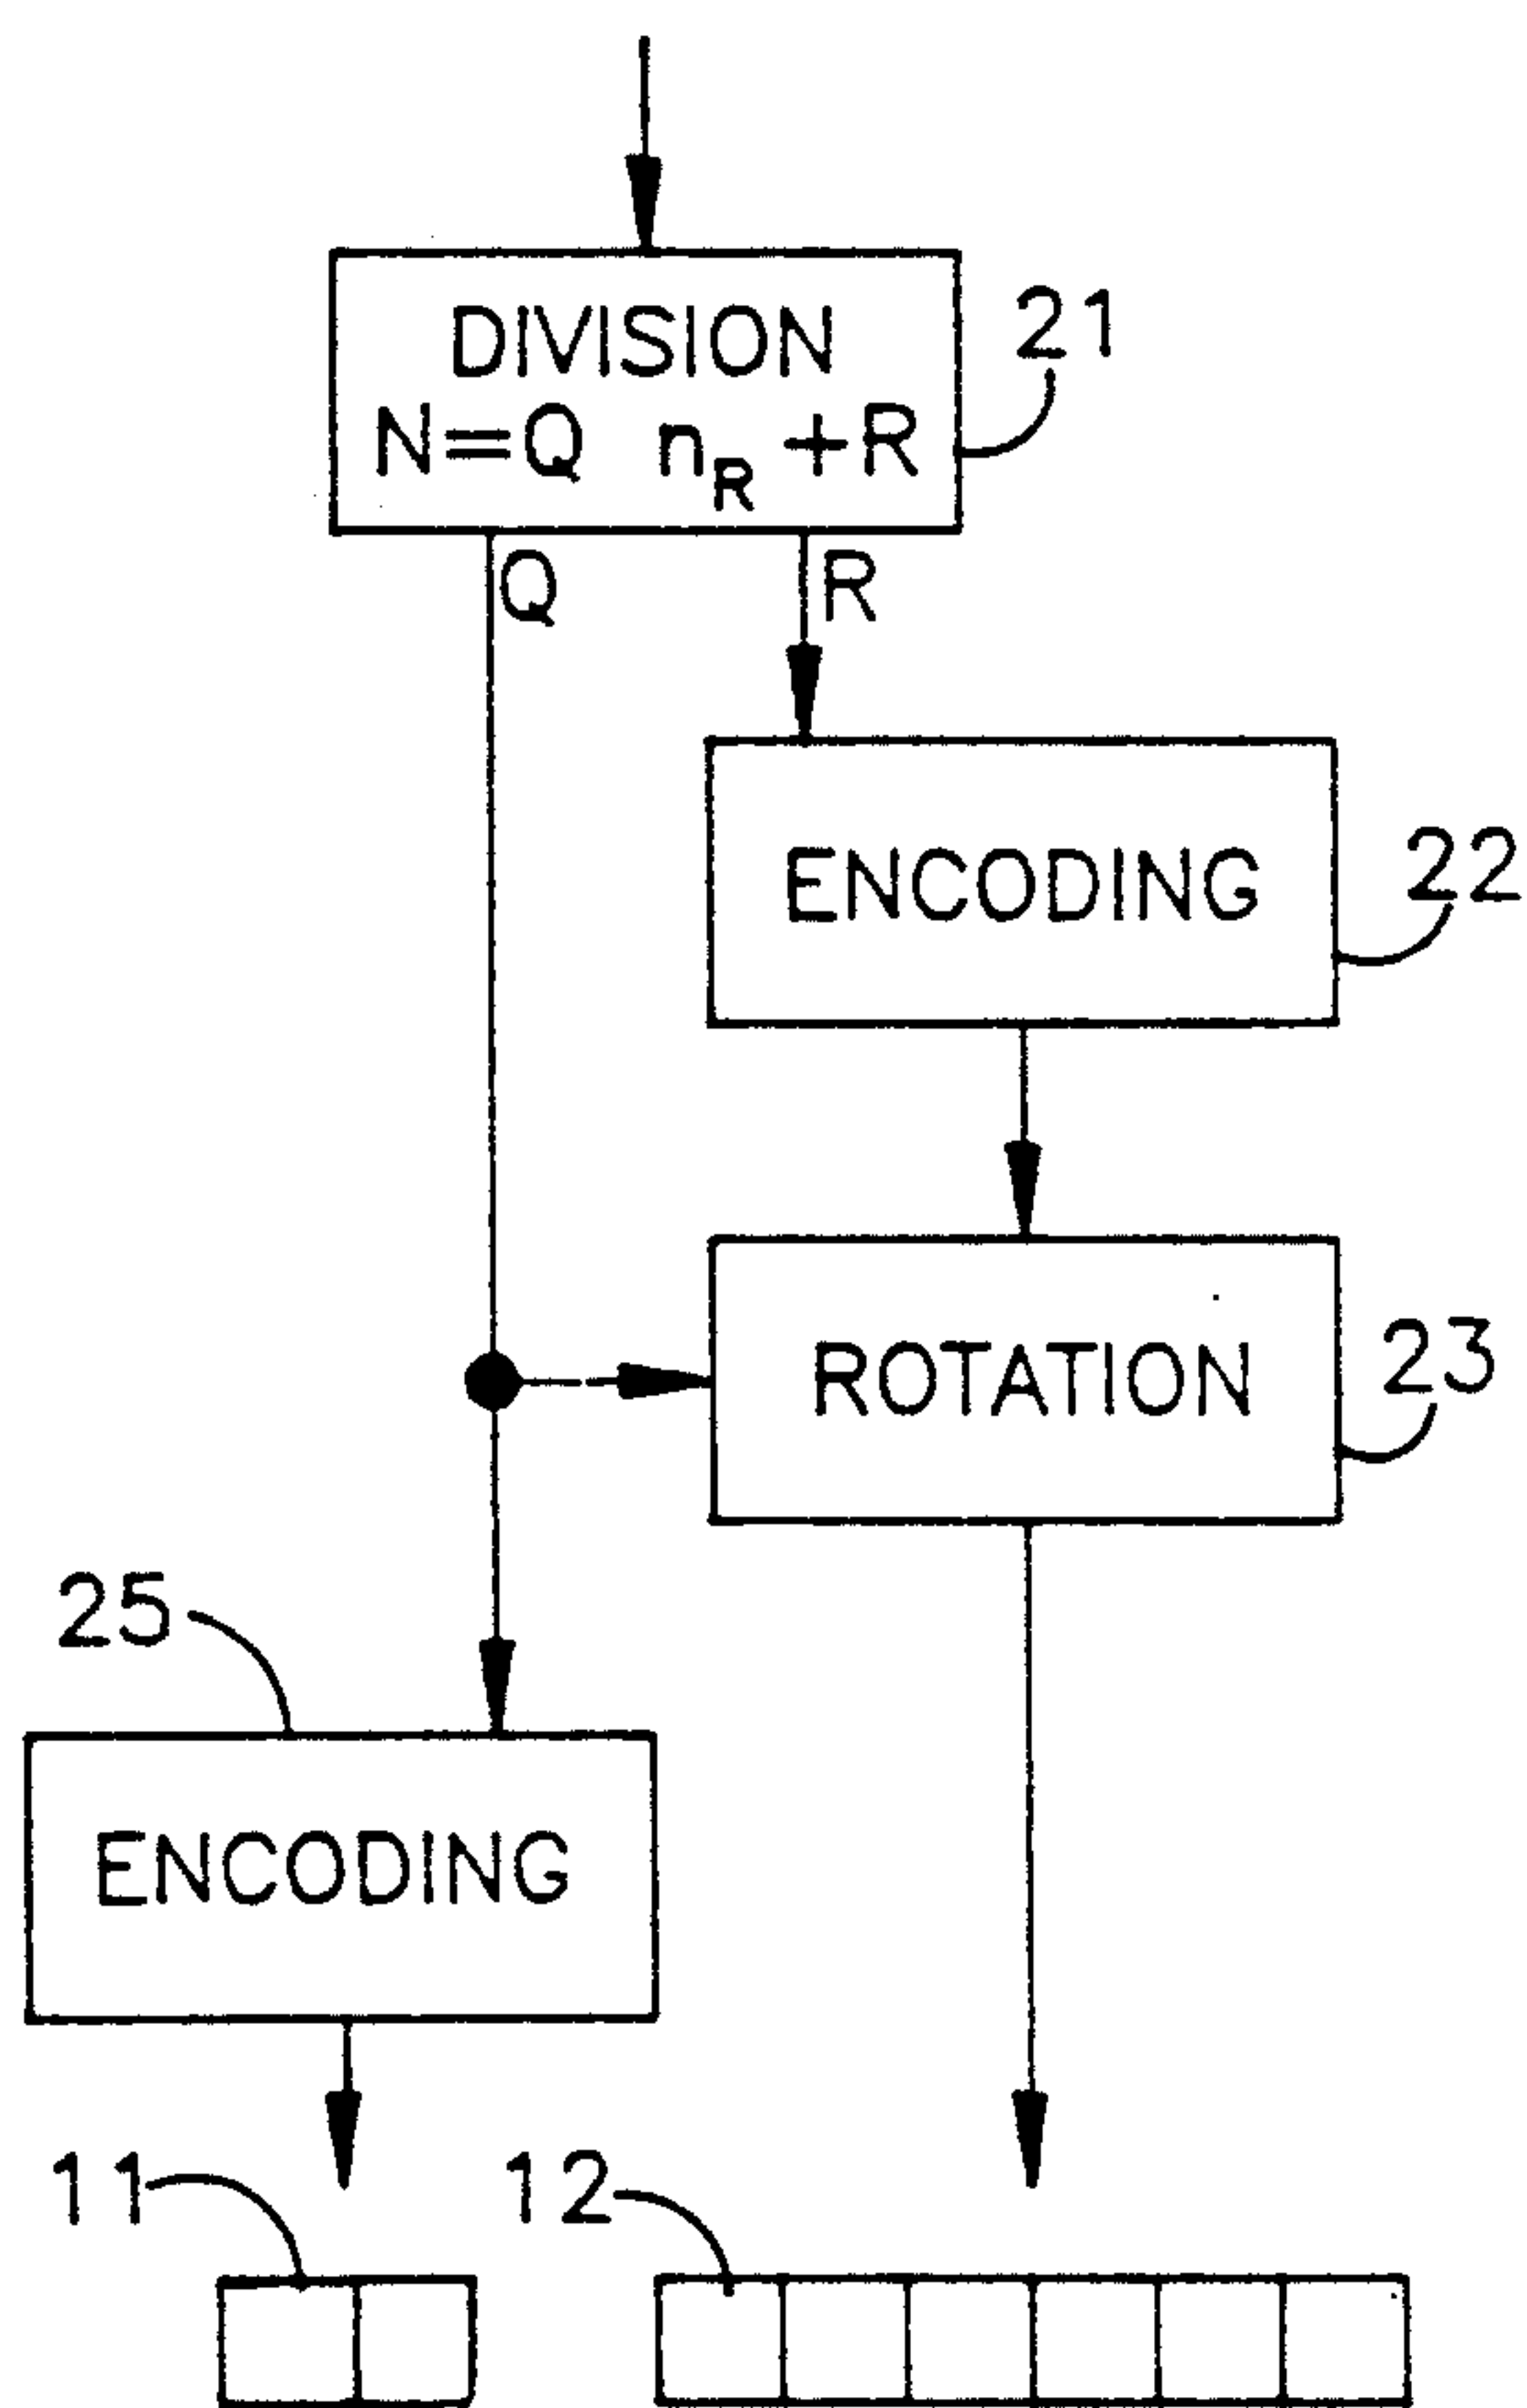 DIVISION
N=Q n_R +R
21
Q
R
ENCODING
22
ROTATION
23
25
ENCODING
11
12